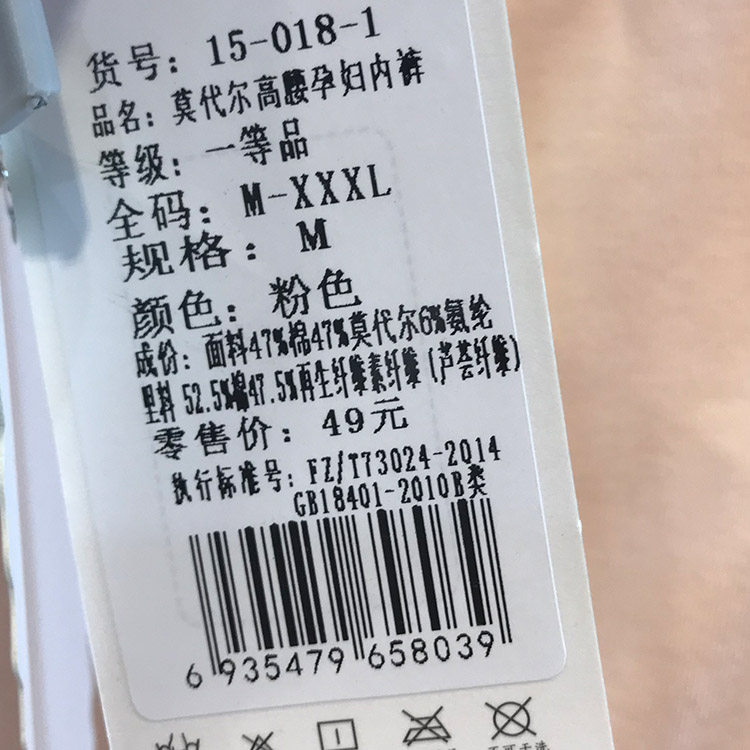 货号：15-018-1
品名：莫代尔高腰孕妇内裤
等级：一等品
全码：M-XXXL
规格：M
颜色：粉色
成份：面料47%棉47%莫代尔6%氨纶
里料 52.5%棉47.5%再生纤维素纤维(芦荟纤维)
零售价：49元
执行标准号：FZ/T73024-2014
GB18401-2010B类
6 935479 658039